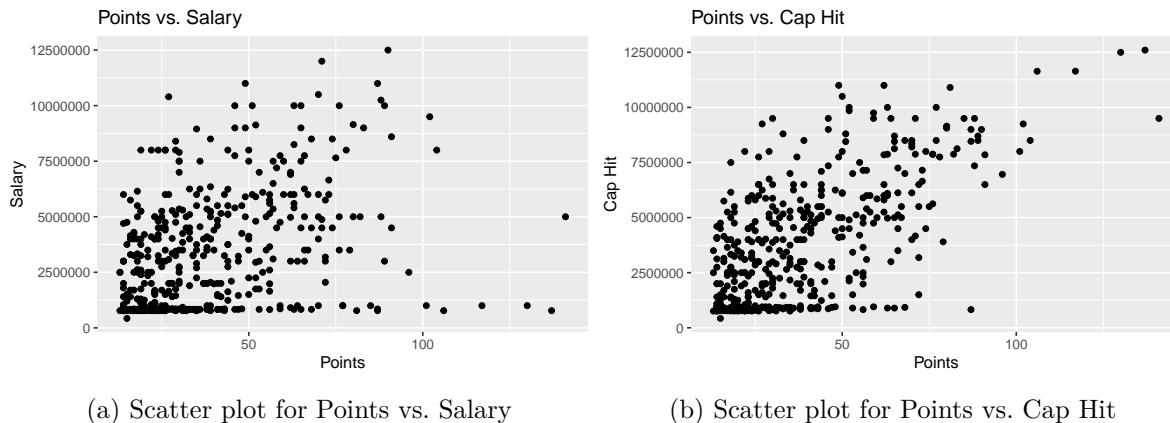 Points vs. Salary
12500000
10000000
7500000
5000000
2500000
0
Salary
50
100
Points
(a) Scatter plot for Points vs. Salary
Points vs. Cap Hit
12500000
10000000
7500000
5000000
2500000
0
Cap Hit
50
100
Points
(b) Scatter plot for Points vs. Cap Hit